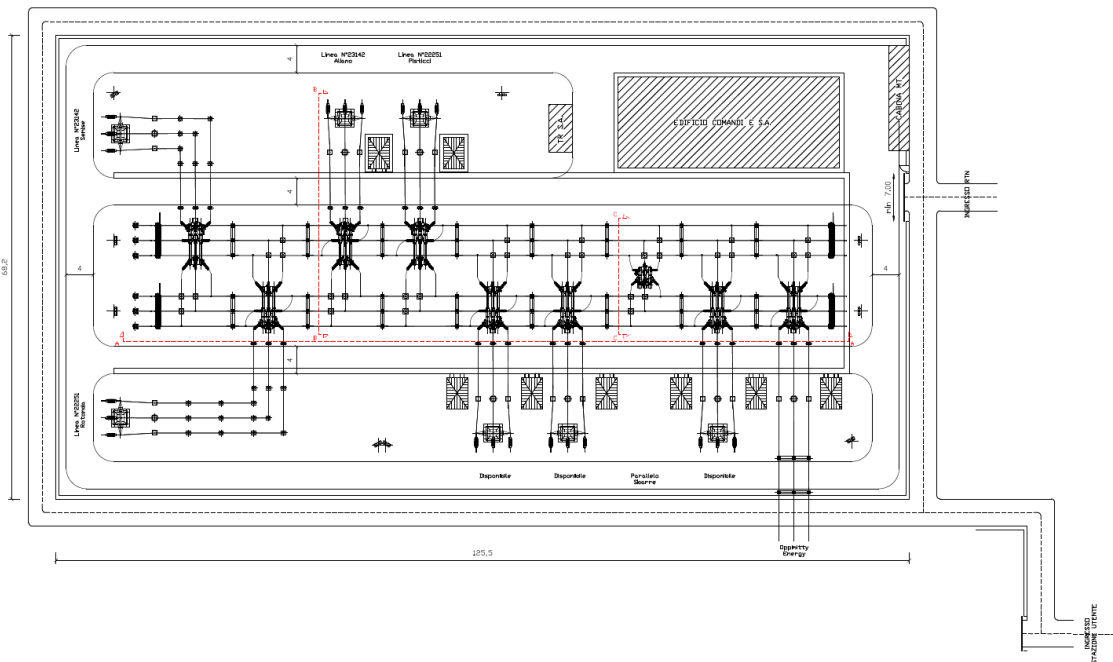 Linea N°23142
Aliano
Linea N°22251
Pisticci
4
B
Linea N°23142
Senise
TR S.A.
EDIFICIO COMANDI E S.A.
CABINA MT
4
min 7,00
INGRESSO RTN
C
68,2
4
4
A
B
C
A
4
Linea N°22251
Rotonda
Disponibile
Disponibile
Parallelo
Sbarre
Disponibile
125,5
Oppiditty
Energy
INGRESSO
STAZIONE UTENTE